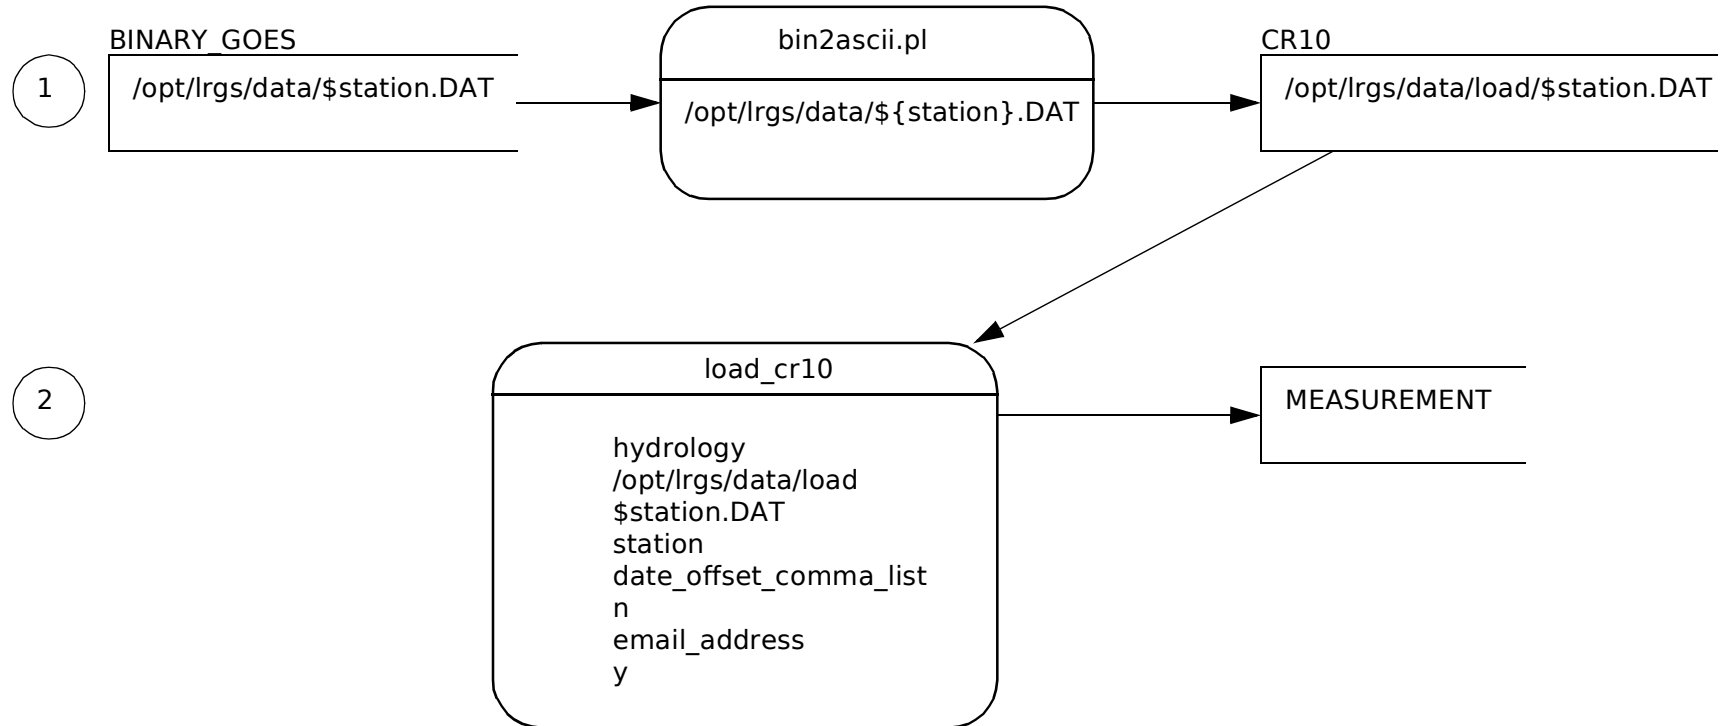 BINARY_GOES
bin2ascii.pl
CR10
1
/opt/lrgs/data/$station.DAT
/opt/lrgs/data/${station}.DAT
/opt/lrgs/data/load/$station.DAT
load_cr10
2
MEASUREMENT
hydrology
/opt/lrgs/data/load
$station.DAT
station
date_offset_comma_list
n
email_address
y